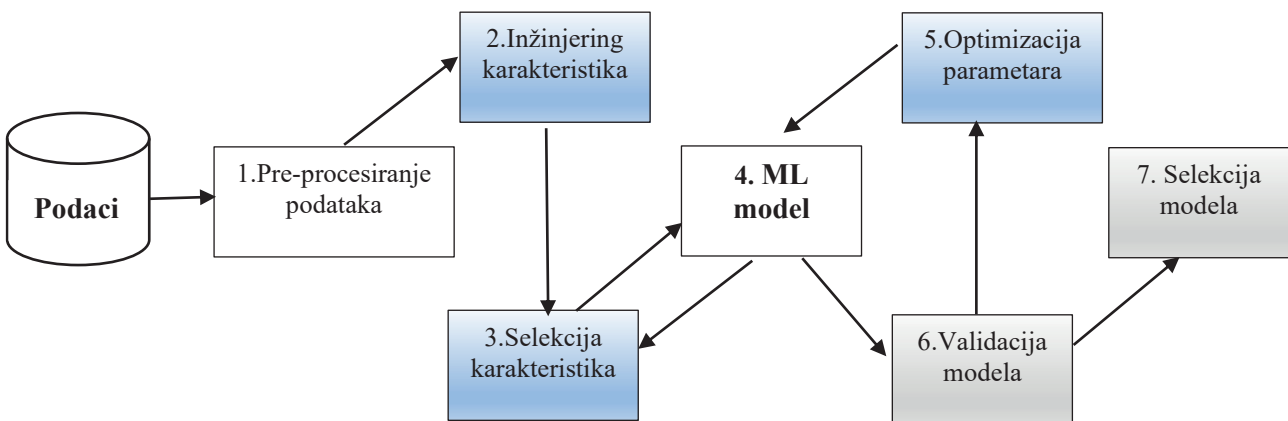 Podaci
1.Pre-procesiranje
podataka
2.Inžinjering
karakteristika
3.Selekcija
karakteristika
4. ML
model
5.Optimizacija
parametara
6.Validacija
modela
7. Selekcija
modela